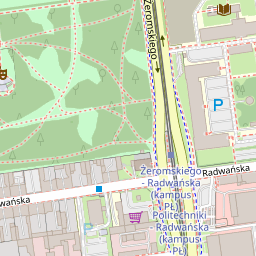 Żeromskiego
P
Radwańska
Żeromskiego
- Radwańska
(kampus
PŁ)
Politechniki
Radwańska
(kampus
PŁ)
Radwańska
P